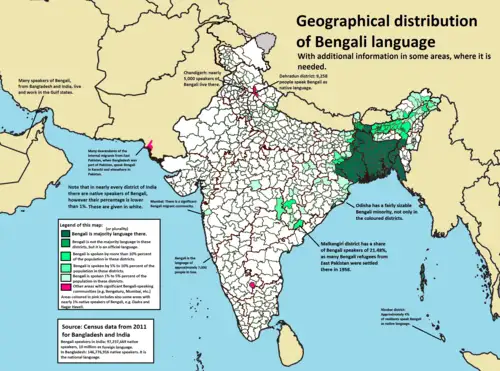 Geographical distribution
of Bengali language
With additional information in some areas, where it is
needed.
Many speakers of Bengali,
from Bangladesh and India, live
and work in the Gulf states.
Chandigarh: nearly
5,000 speakers of
Bengali live there.
Dehradun district: 9,258
people speak Bengali as
native language.
Many descendants of the
internal migrants from East
Pakistan, when Bangladesh was
part of Pakistan, speak Bengali
in Karachi and elsewhere in
Pakistan.
Note that in nearly every district of India
there are native speakers of Bengali,
however their percentage is lower
than 1%. These are given in white.
Mumbai: There is a significant
Bengali migrant community.
Odisha has a fairly sizable
Bengali minority, not only in
the coloured districts.
Malkangiri district has a share
of Bengali speakers of 21.48%,
as many Bengali refugees from
East Pakistan were settled
there in 1956.
Legend of this map:
(or plurality)
Bengali is majority language there.
Bengali is not the majority language in these
districts, but it is an official language.
Bengali is spoken by more than 10% percent
of the population in these districts.
Bengali is spoken by 5% to 10% percent of the
population in these districts.
Bengali is spoken 1% to 5% percent of the
population in these districts.
Other areas with significant Bengali-speaking
communities (e.g. Bengaluru, Mumbai, etc.)
Areas coloured in pink includes also some areas with
nearly 1% native speakers of Bengali, e.g. Daska and
Nagar Haveli.
Bengali is the
language of
approximately 7,000
people in Goa.
Source: Census data from 2011
for Bangladesh and India
Bengali speakers in India: 97,237,669 native
speakers, 10 million as foreign language.
In Bangladesh: 146,776,916 native speakers. It is
the national language.
Nicobar district:
approximately 5%
of residents speak Bengali
as native language.